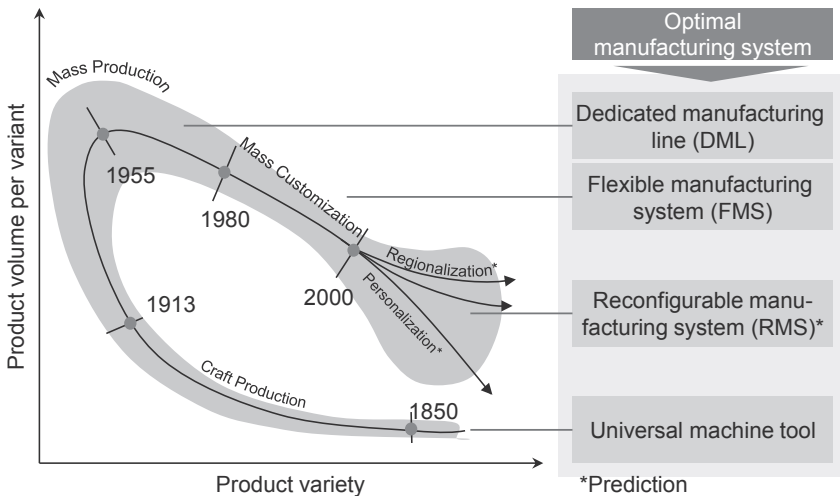 Optimal
manufacturing system
Product volume per variant
Mass Production
1955
1980
Mass Customization
2000
Regionalization*
Personalization*
1913
Craft Production
1850
Product variety
Dedicated manufacturing
line (DML)
Flexible manufacturing
system (FMS)
Reconfigurable manu-
facturing system (RMS)*
Universal machine tool
*Prediction